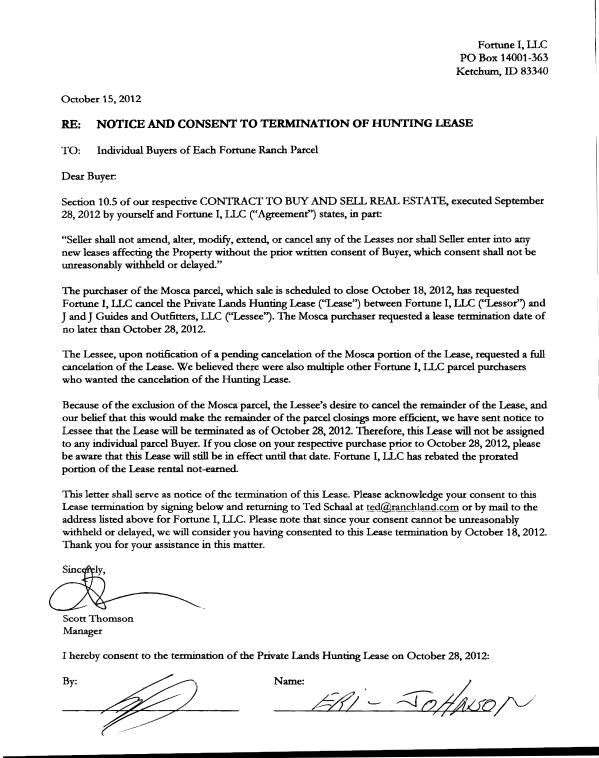 Fortune I, LLC
PO Box 14001-363
Ketchum, ID 83340
October 15, 2012
RE: NOTICE AND CONSENT TO TERMINATION OF HUNTING LEASE
TO: Individual Buyers of Each Fortune Ranch Parcel
Dear Buyer:
Section 10.5 of our respective CONTRACT TO BUY AND SELL REAL ESTATE, executed September
28, 2012 by yourself and Fortune I, LLC ("Agreement") states, in part:
"Seller shall not amend, alter, modify, extend, or cancel any of the Leases nor shall Seller enter into any
new leases affecting the Property without the prior written consent of Buyer, which consent shall not be
unreasonably withheld or delayed."
The purchaser of the Mosca parcel, which sale is scheduled to close October 18, 2012, has requested
Fortune I, LLC cancel the Private Lands Hunting Lease ("Lease") between Fortune I, LLC ("Lessor") and
J and J Guides and Outfitters, LLC ("Lessee"). The Mosca purchaser requested a lease termination date of
no later than October 28, 2012.
The Lessee, upon notification of a pending cancelation of the Mosca portion of the Lease, requested a full
cancelation of the Lease. We believed there were also multiple other Fortune I, LLC parcel purchasers
who wanted the cancelation of the Hunting Lease.
Because of the exclusion of the Mosca parcel, the Lessee's desire to cancel the remainder of the Lease, and
our belief that this would make the remainder of the parcel closings more efficient, we have sent notice to
Lessee that the Lease will be terminated as of October 28, 2012. Therefore, this Lease will not be assigned
to any individual parcel Buyer. If you close on your respective purchase prior to October 28, 2012, please
be aware that this Lease will still be in effect until that date. Fortune I, LLC has rebated the prorated
portion of the Lease rental not-earned.
This letter shall serve as notice of the termination of this Lease. Please acknowledge your consent to this
Lease termination by signing below and returning to Ted Schaal at ted@ranchland.com or by mail to the
address listed above for Fortune I, LLC. Please note that since your consent cannot be unreasonably
withheld or delayed, we will consider you having consented to this Lease termination by October 18, 2012.
Thank you for your assistance in this matter.
Sincerely,
Scott Thomson
Manager
I hereby consent to the termination of the Private Lands Hunting Lease on October 28, 2012:
By: Name: